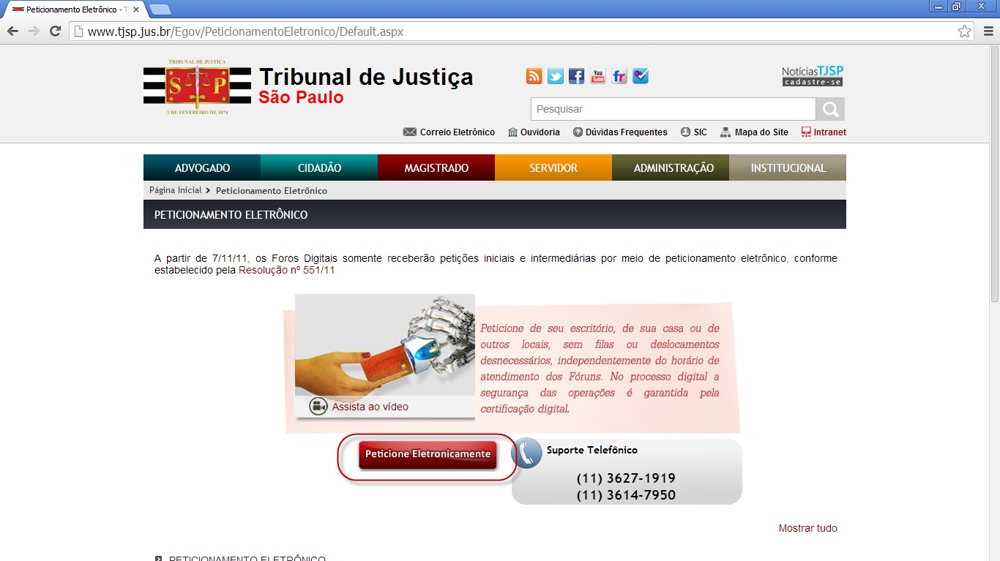 Peticionamento Eletrônico - T
www.tjsp.jus.br/Egov/PeticionamentoEletronico/Default.aspx
TRIBUNAL DE JUSTIÇA
S P
3 DE FEVEREIRO DE 1874
Tribunal de Justiça
São Paulo
You
Tube
fr
NotíciasTJSP
cadastre-se
Pesquisar
Correio Eletrônico Ouvidoria Dúvidas Frequentes SIC Mapa do Site Intranet
ADVOGADO CIDADÃO MAGISTRADO SERVIDOR ADMINISTRAÇÃO INSTITUCIONAL
Página Inicial Peticionamento Eletrônico
PETICIONAMENTO ELETRÔNICO
A partir de 7/11/11, os Foros Digitais somente receberão petições iniciais e intermediárias por meio de peticionamento eletrônico, conforme
estabelecido pela Resolução nº 551/11
Peticione de seu escritório, de sua casa ou de
outros locais, sem filas ou deslocamentos
desnecessários, independentemente do horário de
atendimento dos Fóruns. No processo digital a
segurança das operações é garantida pela
certificação digital.
Assista ao vídeo
Peticione Eletronicamente
Suporte Telefônico
(11) 3627-1919
(11) 3614-7950
Mostrar tudo
PETICIONAMENTO ELETRÔNICO